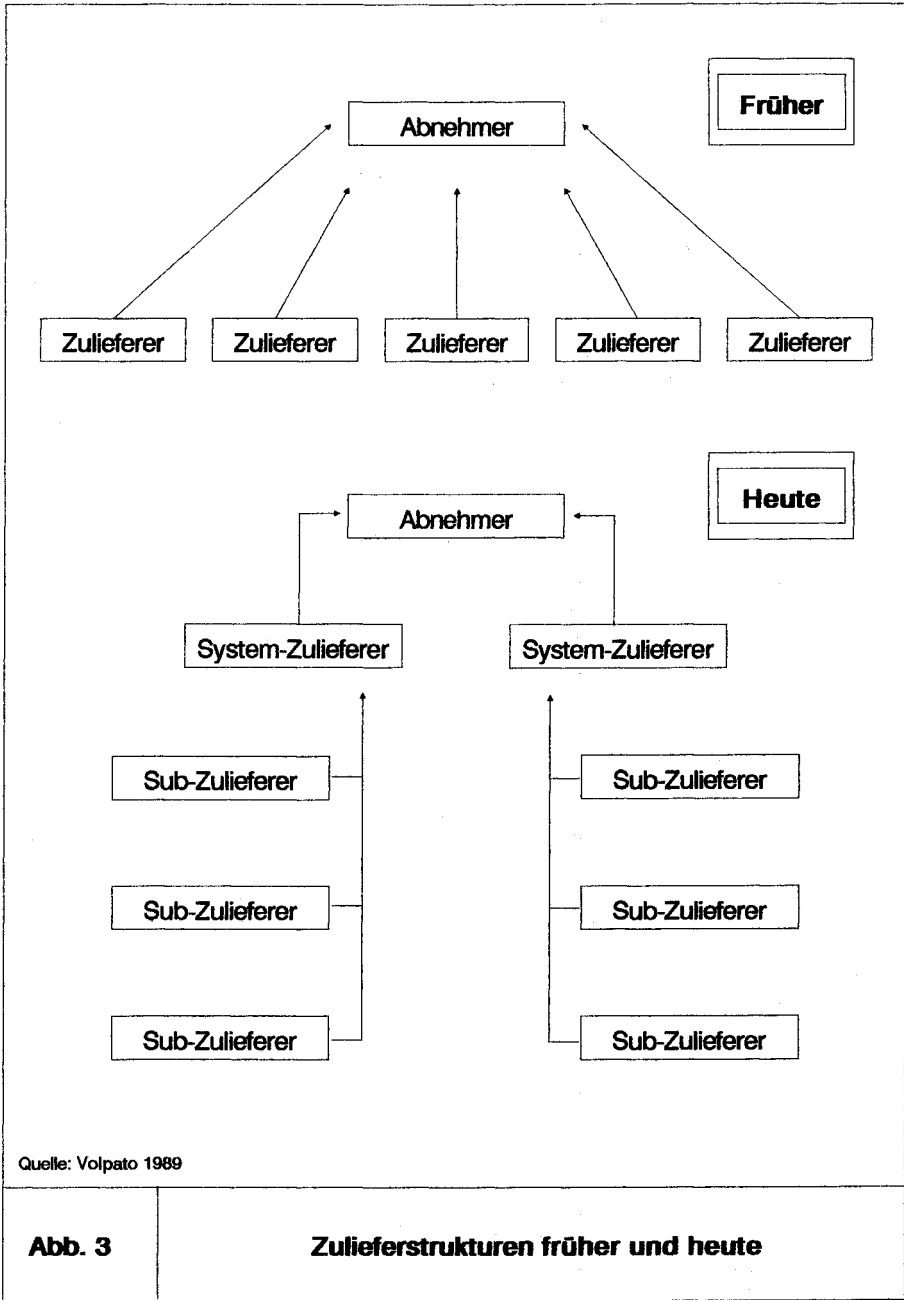 Früher
Abnehmer
Zulieferer Zulieferer Zulieferer Zulieferer Zulieferer
Heute
Abnehmer
System-Zulieferer System-Zulieferer
Sub-Zulieferer Sub-Zulieferer
Sub-Zulieferer Sub-Zulieferer
Sub-Zulieferer Sub-Zulieferer
Quelle: Volpato 1989
Abb. 3 Zulieferstrukturen früher und heute